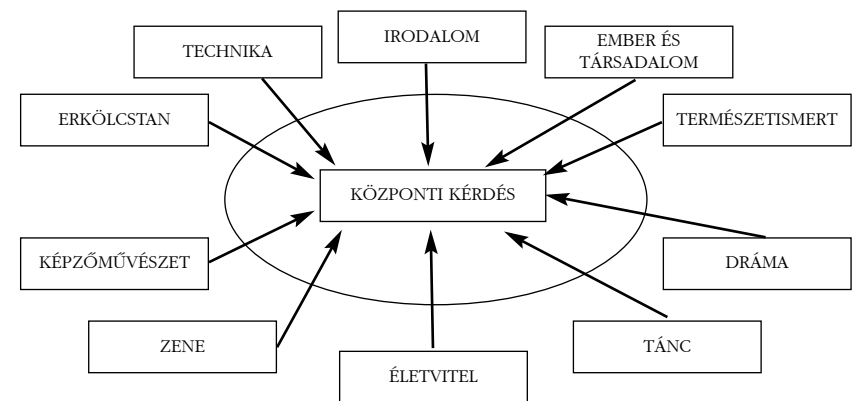 IRODALOM
TECHNIKA
EMBER ÉS
TÁRSADALOM
ERKÖLCSTAN
TERMÉSZETISMERT
KÖZPONTI KÉRDÉS
KÉPZŐMŰVÉSZET
DRÁMA
ZENE
TÁNC
ÉLETVITEL